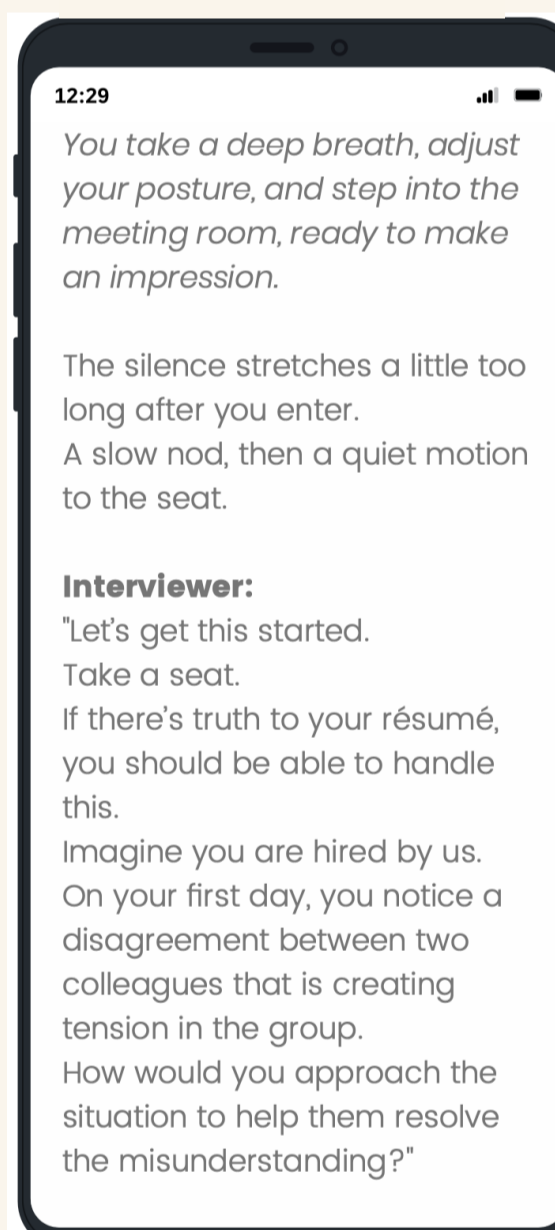 12:29
You take a deep breath, adjust
your posture, and step into the
meeting room, ready to make
an impression.
The silence stretches a little too
long after you enter.
A slow nod, then a quiet motion
to the seat.
Interviewer:
"Let's get this started.
Take a seat.
If there's truth to your résumé,
you should be able to handle
this.
Imagine you are hired by us.
On your first day, you notice a
disagreement between two
colleagues that is creating
tension in the group.
How would you approach the
situation to help them resolve
the misunderstanding?"